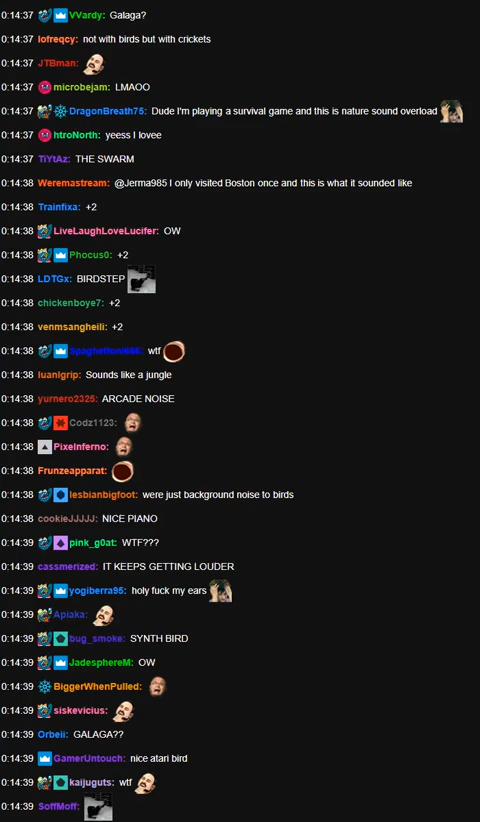 0:14:37 VVardy: Galaga?
0:14:37 lofreqcy: not with birds but with crickets
0:14:37 JTBman:
0:14:37 microbejam: LMAOO
0:14:37 DragonBreath75: Dude I'm playing a survival game and this is nature sound overload
0:14:37 htroNorth: yeess I lovee
0:14:37 TiYtAz: THE SWARM
0:14:38 Weremastream: @Jerma985 I only visited Boston once and this is what it sounded like
0:14:38 Trainfixa: +2
0:14:38 LiveLaughLoveLucifer: OW
0:14:38 Phocus0: +2
0:14:38 LDTGx: BIRDSTEP
0:14:38 chickenboye7: +2
0:14:38 venmsangheili: +2
0:14:38 wtf
0:14:38 luanlgrip: Sounds like a jungle
0:14:38 yurnero2325: ARCADE NOISE
0:14:38 Codz1123:
0:14:38 PixeInferno:
0:14:38 Frunzeapparat:
0:14:38 lesbianbigfoot: were just background noise to birds
0:14:38 cookieJJJJJ: NICE PIANO
0:14:39 pink_g0at: WTF???
0:14:39 cassmerized: IT KEEPS GETTING LOUDER
0:14:39 yogiberra95: holy fuck my ears
0:14:39 Apiaka:
0:14:39 bug_smoke: SYNTH BIRD
0:14:39 JadesphereM: OW
0:14:39 BiggerWhenPulled:
0:14:39 siskevicius:
0:14:39 Orbeii: GALAGA??
0:14:39 GamerUntouch: nice atari bird
0:14:39 kaijuguts: wtf
0:14:39 SoffMoff: